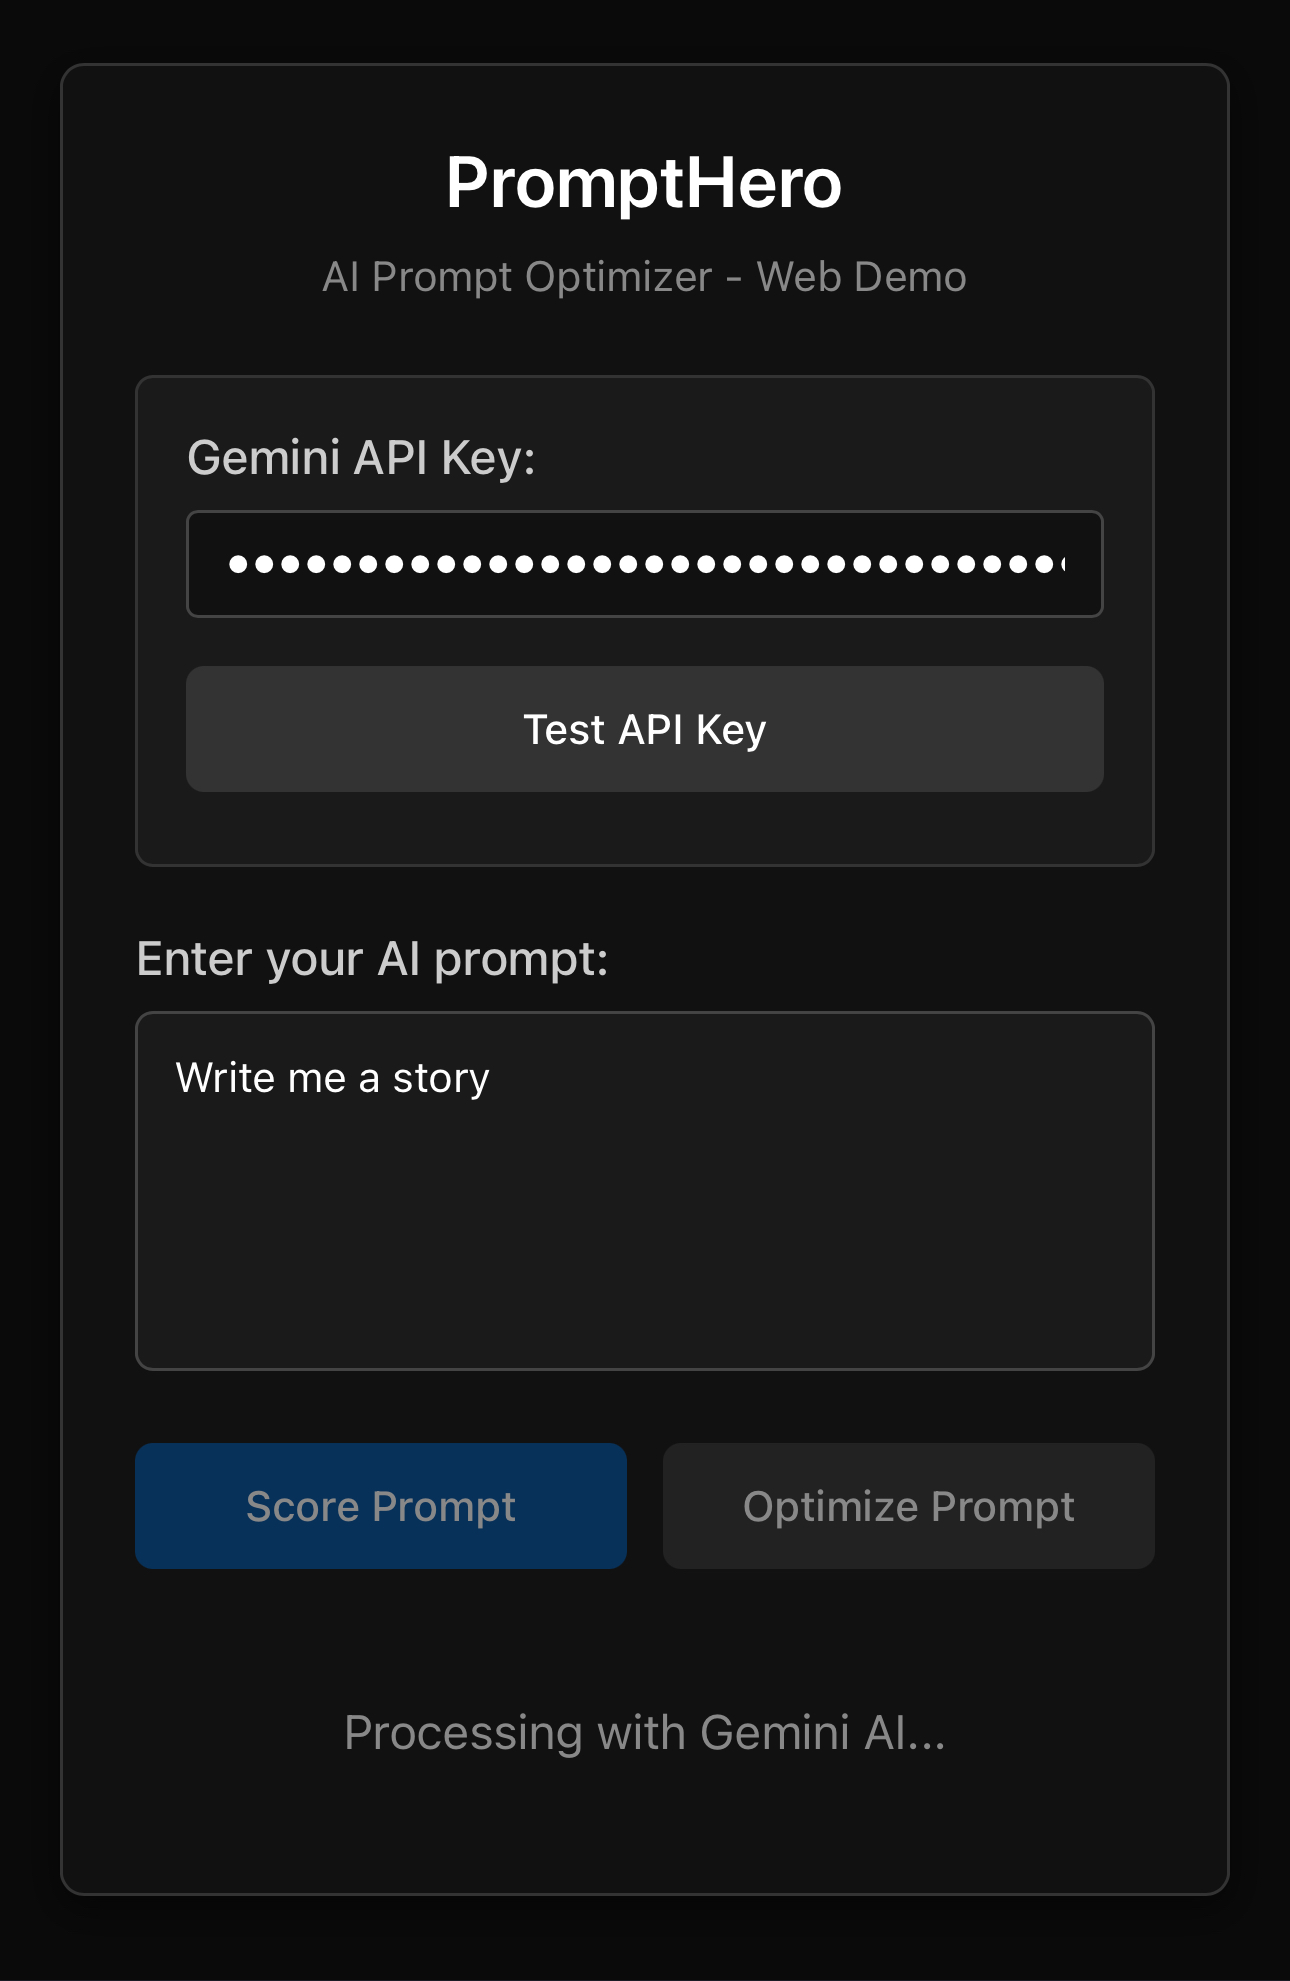 PromptHero
AI Prompt Optimizer - Web Demo
Gemini API Key:
Test API Key
Enter your AI prompt:
Write me a story
Score Prompt
Optimize Prompt
Processing with Gemini AI...